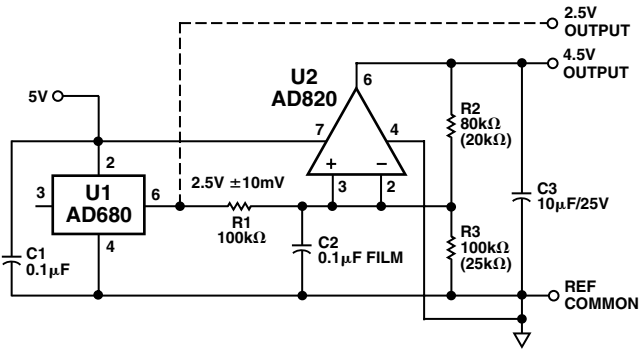 2.5V
OUTPUT
4.5V
OUTPUT
U2
AD820
6
5V
7
4
R2
80kΩ
(20kΩ)
2
+
−
3
U1
AD680
6
2.5V ±10mV
3
2
C3
10μF/25V
R1
100kΩ
4
C1
0.1μF
C2
0.1μF FILM
R3
100kΩ
(25kΩ)
REF
COMMON